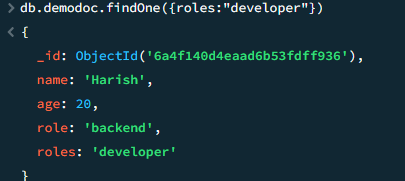 > db.demodoc.findOne({roles:"developer"})
< {
_id: ObjectId('6a4f140d4eaad6b53fdff936'),
name: 'Harish',
age: 20,
role: 'backend',
roles: 'developer'
}